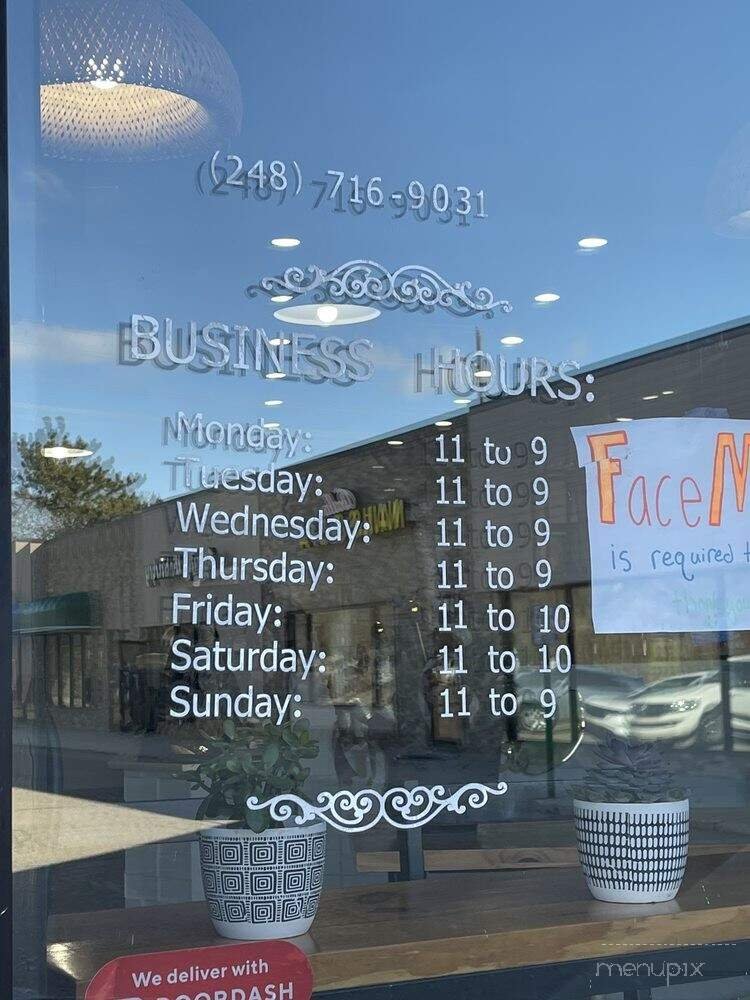 (248) 716-9031
BUSINESS HOURS:
Monday: 11 to 9
Tuesday: 11 to 9
Wednesday: 11 to 9
Thursday: 11 to 9
Friday: 11 to 10
Saturday: 11 to 10
Sunday: 11 to 9
Face M
is required t
We deliver with
DOORDASH
menupix